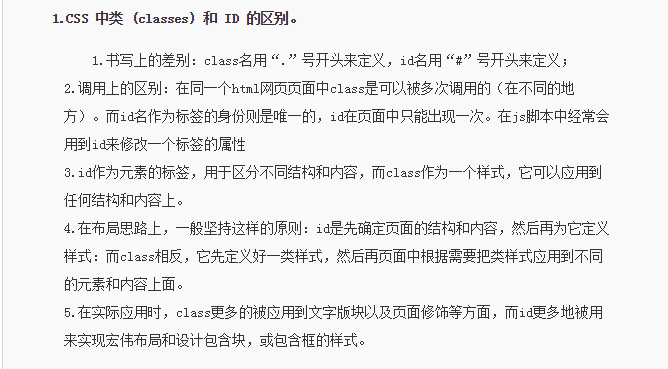 1.CSS 中类 (classes) 和 ID 的区别。
1.书写上的差别：class名用“.”号开头来定义，id名用“#”号开头来定义；
2.调用上的区别：在同一个html网页页面中class是可以被多次调用的（在不同的地
方）。而id名作为标签的身份则是唯一的，id在页面中只能出现一次。在js脚本中经常会
用到id来修改一个标签的属性
3.id作为元素的标签，用于区分不同结构和内容，而class作为一个样式，它可以应用到
任何结构和内容上。
4.在布局思路上，一般坚持这样的原则：id是先确定页面的结构和内容，然后再为它定义
样式：而class相反，它先定义好一类样式，然后再页面中根据需要把类样式应用到不同
的元素和内容上面。
5.在实际应用时，class更多的被应用到文字版块以及页面修饰等方面，而id更多地被用
来实现宏伟布局和设计包含块，或包含框的样式。